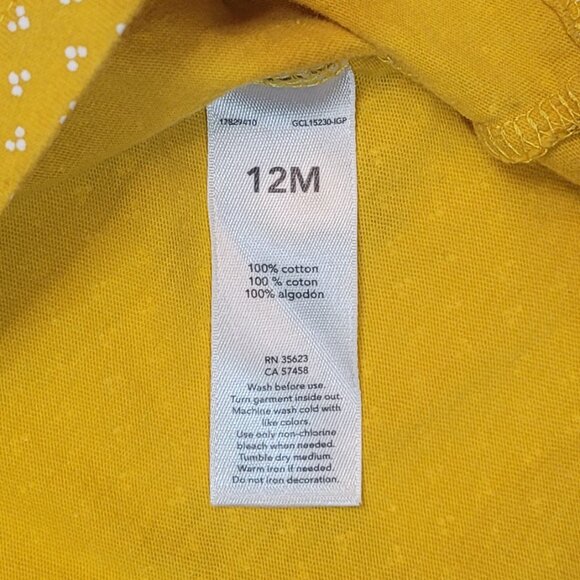 17829410 GCL15230-IGP
12M
100% cotton
100 % coton
100% algodón
RN 35623
CA 57458
Wash before use.
Turn garment inside out.
Machine wash cold with
like colors.
Use only non-chlorine
bleach when needed.
Tumble dry medium.
Warm iron if needed.
Do not iron decoration.